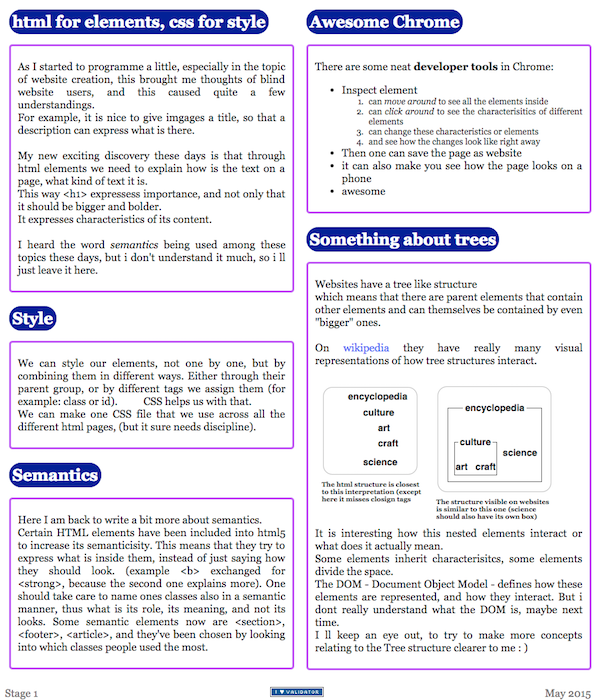 html for elements, css for style
As I started to programme a little, especially in the topic
of website creation, this brought me thoughts of blind
website users, and this caused quite a few
understandings.
For example, it is nice to give imgages a title, so that a
description can express what is there.
My new exciting discovery these days is that through
html elements we need to explain how is the text on a
page, what kind of text it is.
This way <h1> expressess importance, and not only that
it should be bigger and bolder.
It expresses characteristics of its content.
I heard the word semantics being used among these
topics these days, but i don't understand it much, so i ll
just leave it here.
Style
We can style our elements, not one by one, but by
combining them in different ways. Either through their
parent group, or by different tags we assign them (for
example: class or id). CSS helps us with that.
We can make one CSS file that we use across all the
different html pages, (but it sure needs discipline).
Semantics
Here I am back to write a bit more about semantics.
Certain HTML elements have been included into html5
to increase its semanticisity. This means that they try to
express what is inside them, instead of just saying how
they should look. (example <b> exchanged for
<strong>, because the second one explains more). One
should take care to name ones classes also in a semantic
manner, thus what is its role, its meaning, and not its
looks. Some semantic elements now are <section>,
<footer>, <article>, and they've been chosen by looking
into which classes people used the most.
Awesome Chrome
There are some neat developer tools in Chrome:
• Inspect element
1. can move around to see all the elements inside
2. can click around to see the characterisitics of different
elements
3. can change these characteristics or elements
4. and see how the changes look like right away
• Then one can save the page as website
• it can also make you see how the page looks on a
phone
• awesome
Something about trees
Websites have a tree like structure
which means that there are parent elements that contain
other elements and can themselves be contained by even
"bigger" ones.
On wikipedia they have really many visual
representations of how tree structures interact.
encyclopedia
culture
art
craft
science
The html structure is closest
to this interpretation (except
here it misses closign tags
encyclopedia
culture
art craft
science
The structure visible on websites
is similar to this one (science
should also have its own box)
It is interesting how this nested elements interact or
what does it actually mean.
Some elements inherit characterisitcs, some elements
divide the space.
The DOM - Document Object Model - defines how these
elements are represented, and how they interact. But i
dont really understand what the DOM is, maybe next
time.
I ll keep an eye out, to try to make more concepts
relating to the Tree structure clearer to me : )
Stage 1
I ♥ VALIDATOR
May 2015